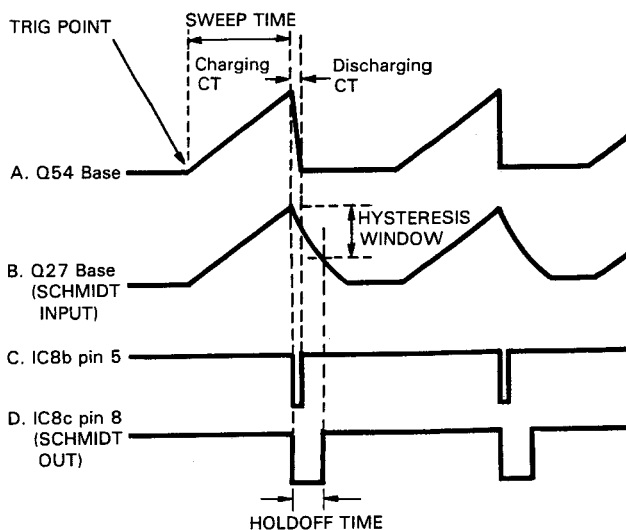 SWEEP TIME
TRIG POINT
Charging
CT
Discharging
CT
A. Q54 Base
HYSTERESIS
WINDOW
B. Q27 Base
(SCHMIDT
INPUT)
C. IC8b pin 5
D. IC8c pin 8
(SCHMIDT
OUT)
HOLDOFF TIME